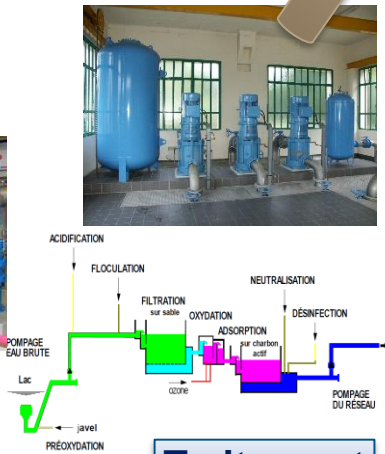 ACIDIFICATION
FLOCULATION
FILTRATION
sur sable
OXYDATION
NEUTRALISATION
DÉSINFECTION
ADSORPTION
sur charbon
actif
POMPAGE
EAU BRUTE
Lac
ozone
javel
PRÉOXYDATION
POMPAGE
DU RÉSEAU